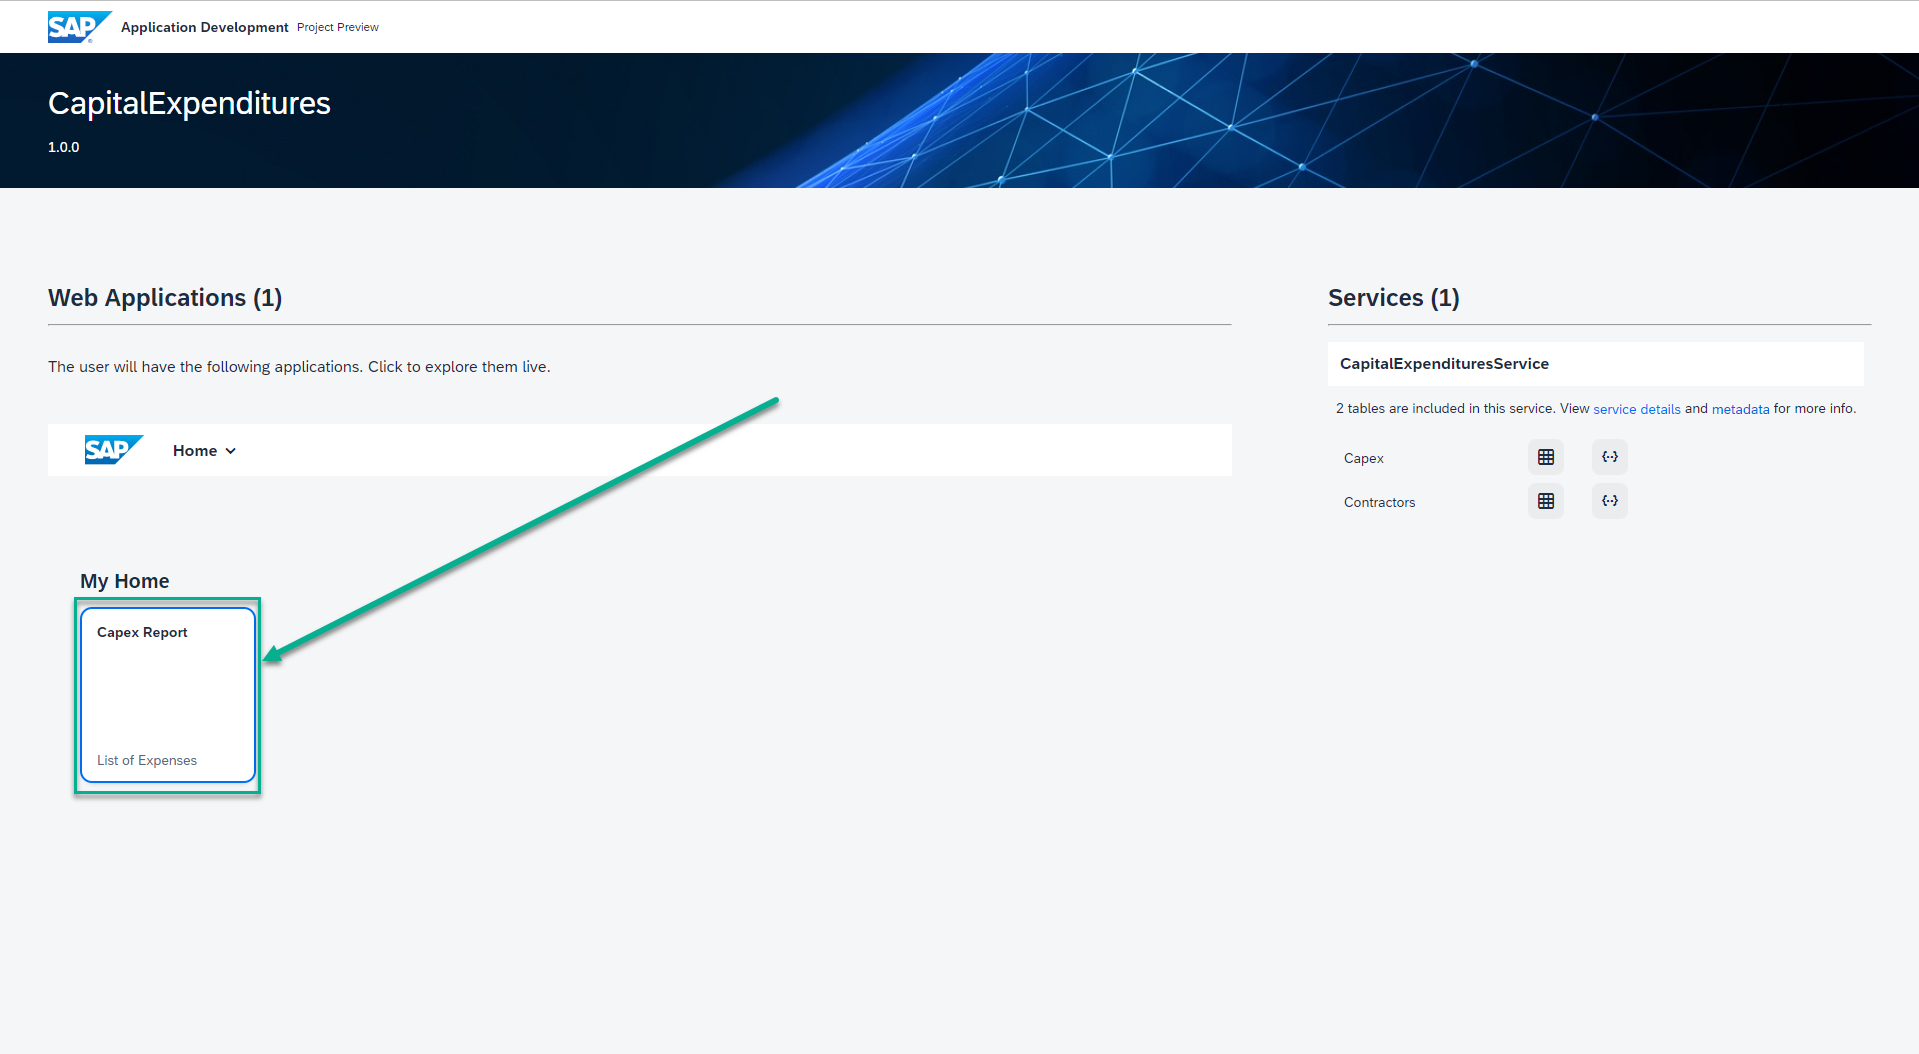 SAP Application Development Project Preview
CapitalExpenditures
1.0.0
Web Applications (1)
The user will have the following applications. Click to explore them live.
SAP Home
My Home
Capex Report
List of Expenses
Services (1)
CapitalExpendituresService
2 tables are included in this service. View service details and metadata for more info.
Capex
Contractors